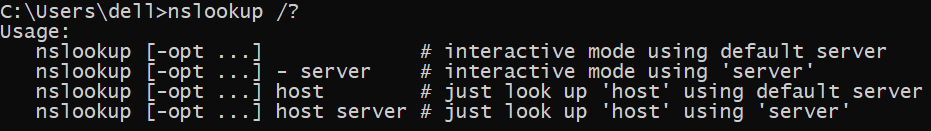 C:\Users\dell>nslookup /?
Usage:
   nslookup [-opt ...]             # interactive mode using default server
   nslookup [-opt ...] - server    # interactive mode using 'server'
   nslookup [-opt ...] host        # just look up 'host' using default server
   nslookup [-opt ...] host server # just look up 'host' using 'server'